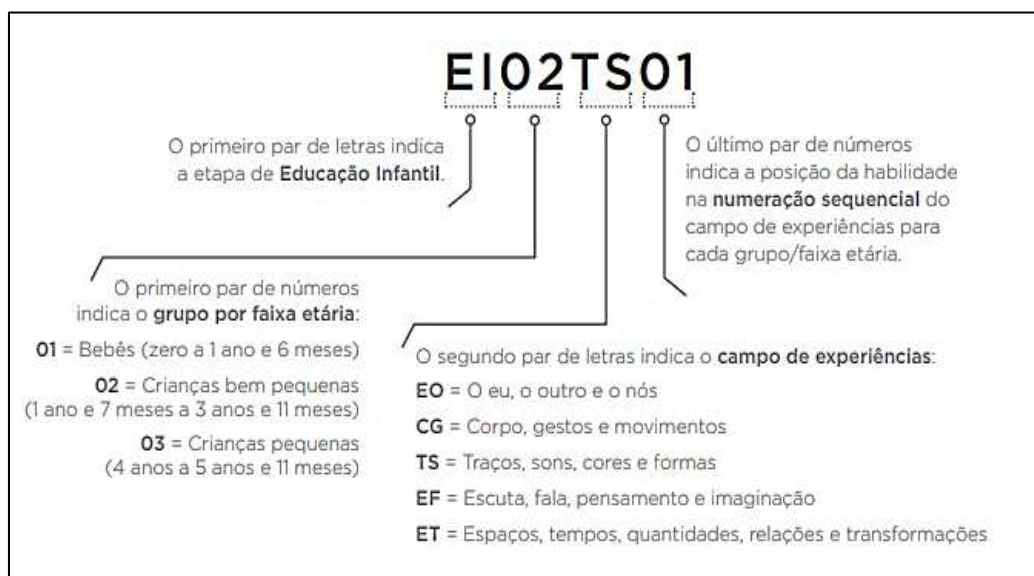 EI02TS01
O primeiro par de letras indica
a etapa de Educação Infantil.
O último par de números
indica a posição da habilidade
na numeração sequencial do
campo de experiências para
cada grupo/faixa etária.
O primeiro par de números
indica o grupo por faixa etária:
01 = Bebês (zero a 1 ano e 6 meses)
02 = Crianças bem pequenas
(1 ano e 7 meses a 3 anos e 11 meses)
03 = Crianças pequenas
(4 anos a 5 anos e 11 meses)
O segundo par de letras indica o campo de experiências:
EO = O eu, o outro e o nós
CG = Corpo, gestos e movimentos
TS = Traços, sons, cores e formas
EF = Escuta, fala, pensamento e imaginação
ET = Espaços, tempos, quantidades, relações e transformações